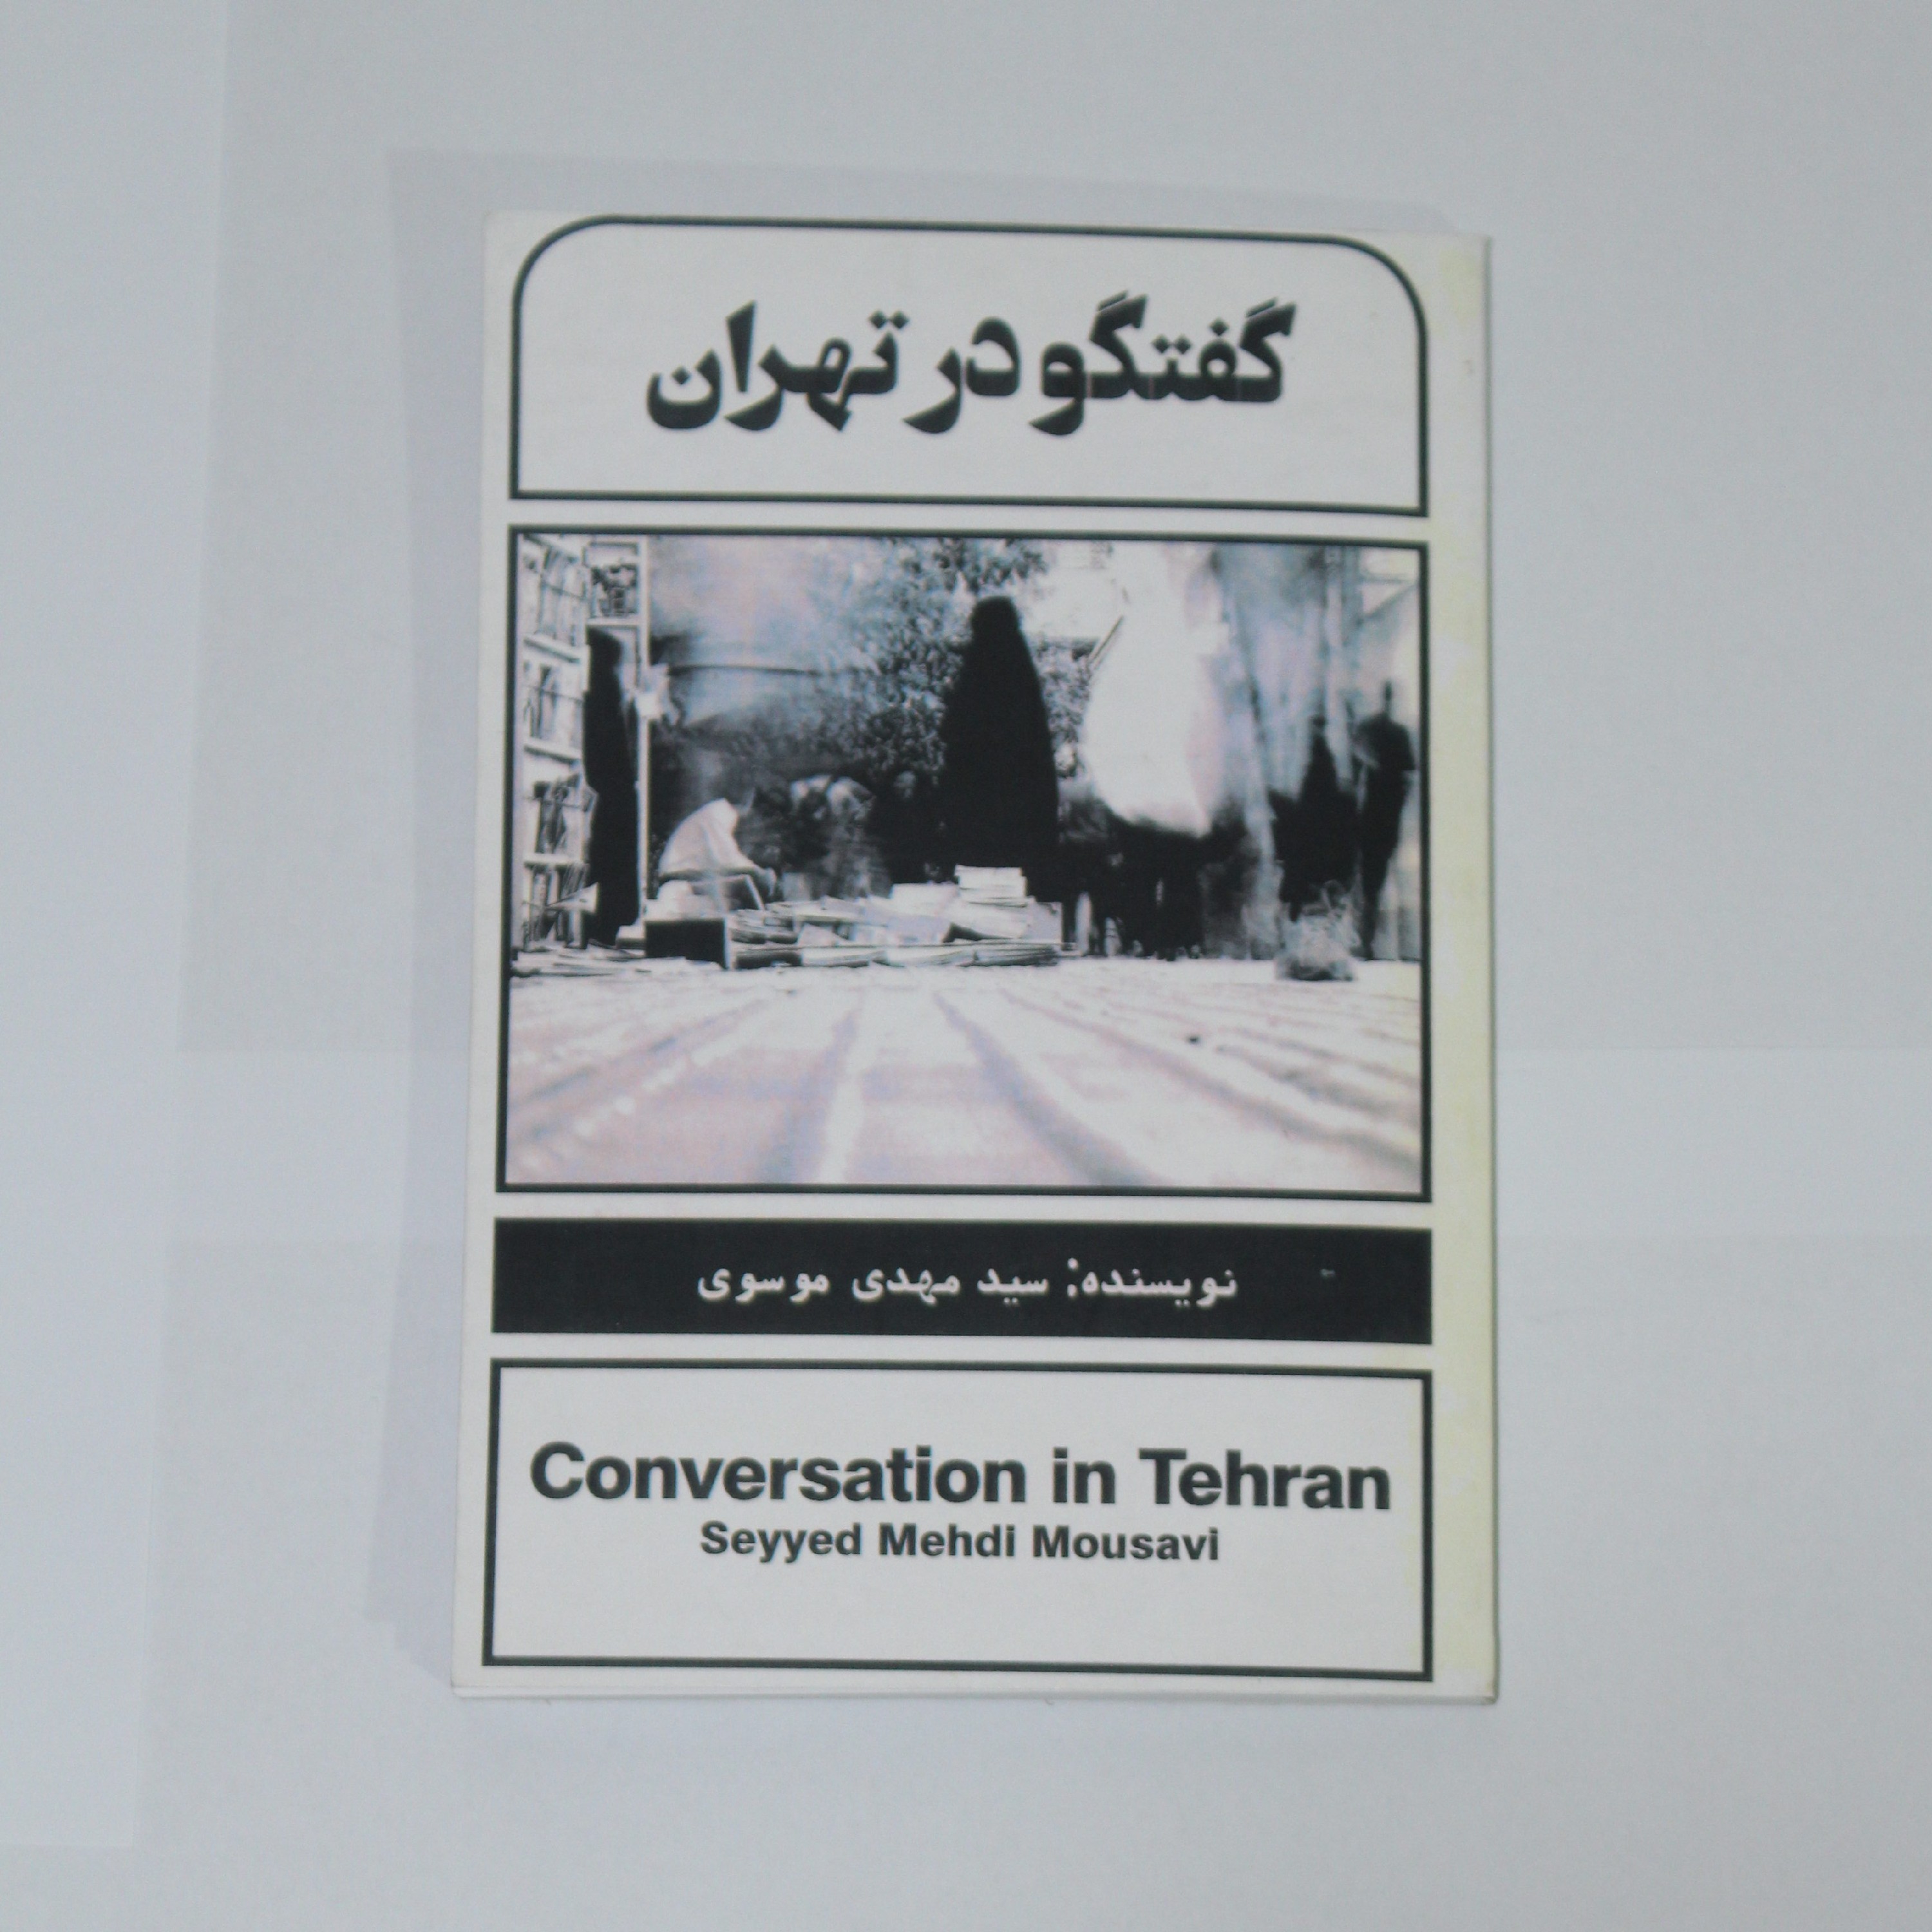 گفتگو در تهران
نویسنده: سید مهدی موسوی
Conversation in Tehran
Seyyed Mehdi Mousavi